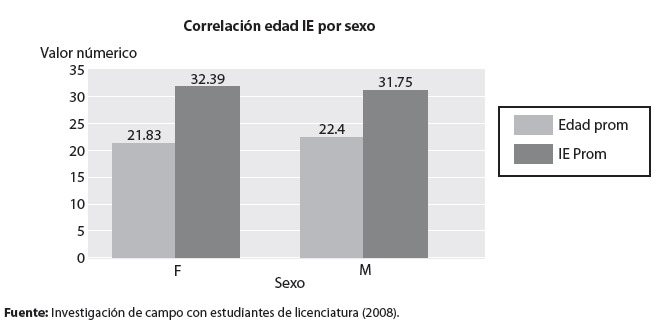 Correlación edad IE por sexo
Valor númerico
35
30
25
20
15
10
5
0
21.83
32.39
22.4
31.75
F
M
Sexo
Edad prom
IE Prom
Fuente: Investigación de campo con estudiantes de licenciatura (2008).